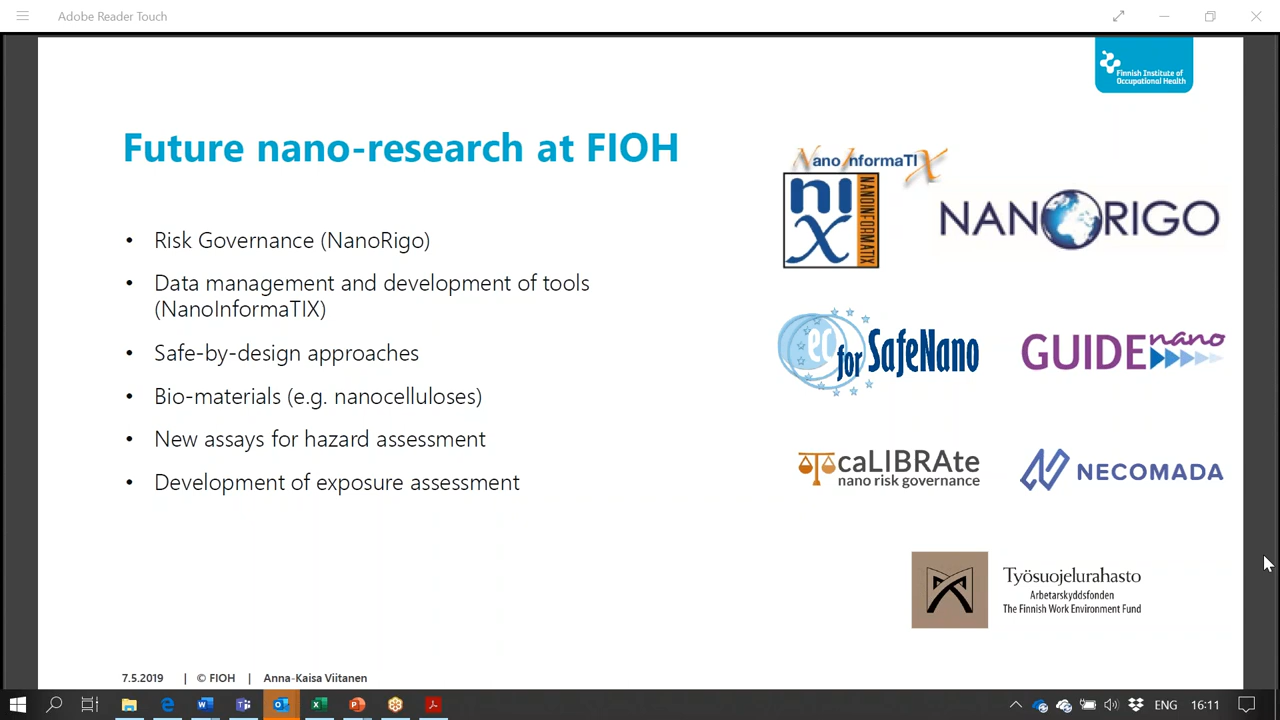 Adobe Reader Touch
Finnish Institute of
Occupational Health
Future nano-research at FIOH
• Risk Governance (NanoRigo)
• Data management and development of tools
(NanoInformaTIX)
• Safe-by-design approaches
• Bio-materials (e.g. nanocelluloses)
• New assays for hazard assessment
• Development of exposure assessment
NanoInformaTIX
nix
NANOINFORMATIX
NANORIGO
ec for SafeNano
GUIDEnano
caLIBRAte
nano risk governance
NECOMADA
Työsuojelurahasto
Arbetarskyddsfonden
The Finnish Work Environment Fund
7.5.2019 | © FIOH | Anna-Kaisa Viitanen
ENG 16:11